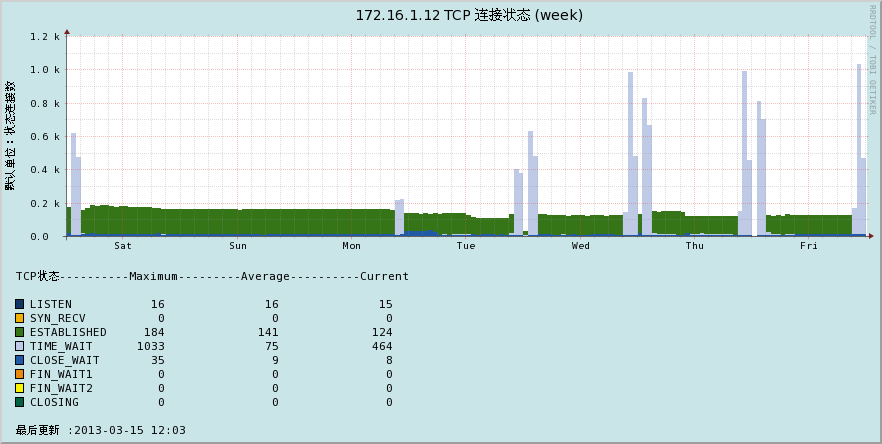 172.16.1.12 TCP 连接状态 (week)
RRDTOOL / TOBI OETIKER
默认单位：状态连接数
1.2 k
1.0 k
0.8 k
0.6 k
0.4 k
0.2 k
0.0
Sat Sun Mon Tue Wed Thu Fri
TCP状态----------Maximum---------Average----------Current
LISTEN 16 16 15
SYN_RECV 0 0 0
ESTABLISHED 184 141 124
TIME_WAIT 1033 75 464
CLOSE_WAIT 35 9 8
FIN_WAIT1 0 0 0
FIN_WAIT2 0 0 0
CLOSING 0 0 0
最后更新 :2013-03-15 12:03